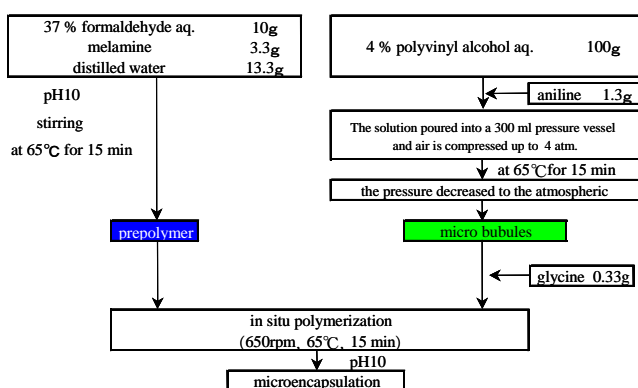 37 % formaldehyde aq. 10g
melamine 3.3g
distilled water 13.3g
pH10
stirring
at 65℃ for 15 min
prepolymer
4 % polyvinyl alcohol aq. 100g
aniline 1.3g
The solution poured into a 300 ml pressure vessel
and air is compressed up to 4 atm.
at 65℃for 15 min
the pressure decreased to the atmospheric
micro bubules
glycine 0.33g
in situ polymerization
(650rpm, 65℃, 15 min)
pH10
microencapsulation